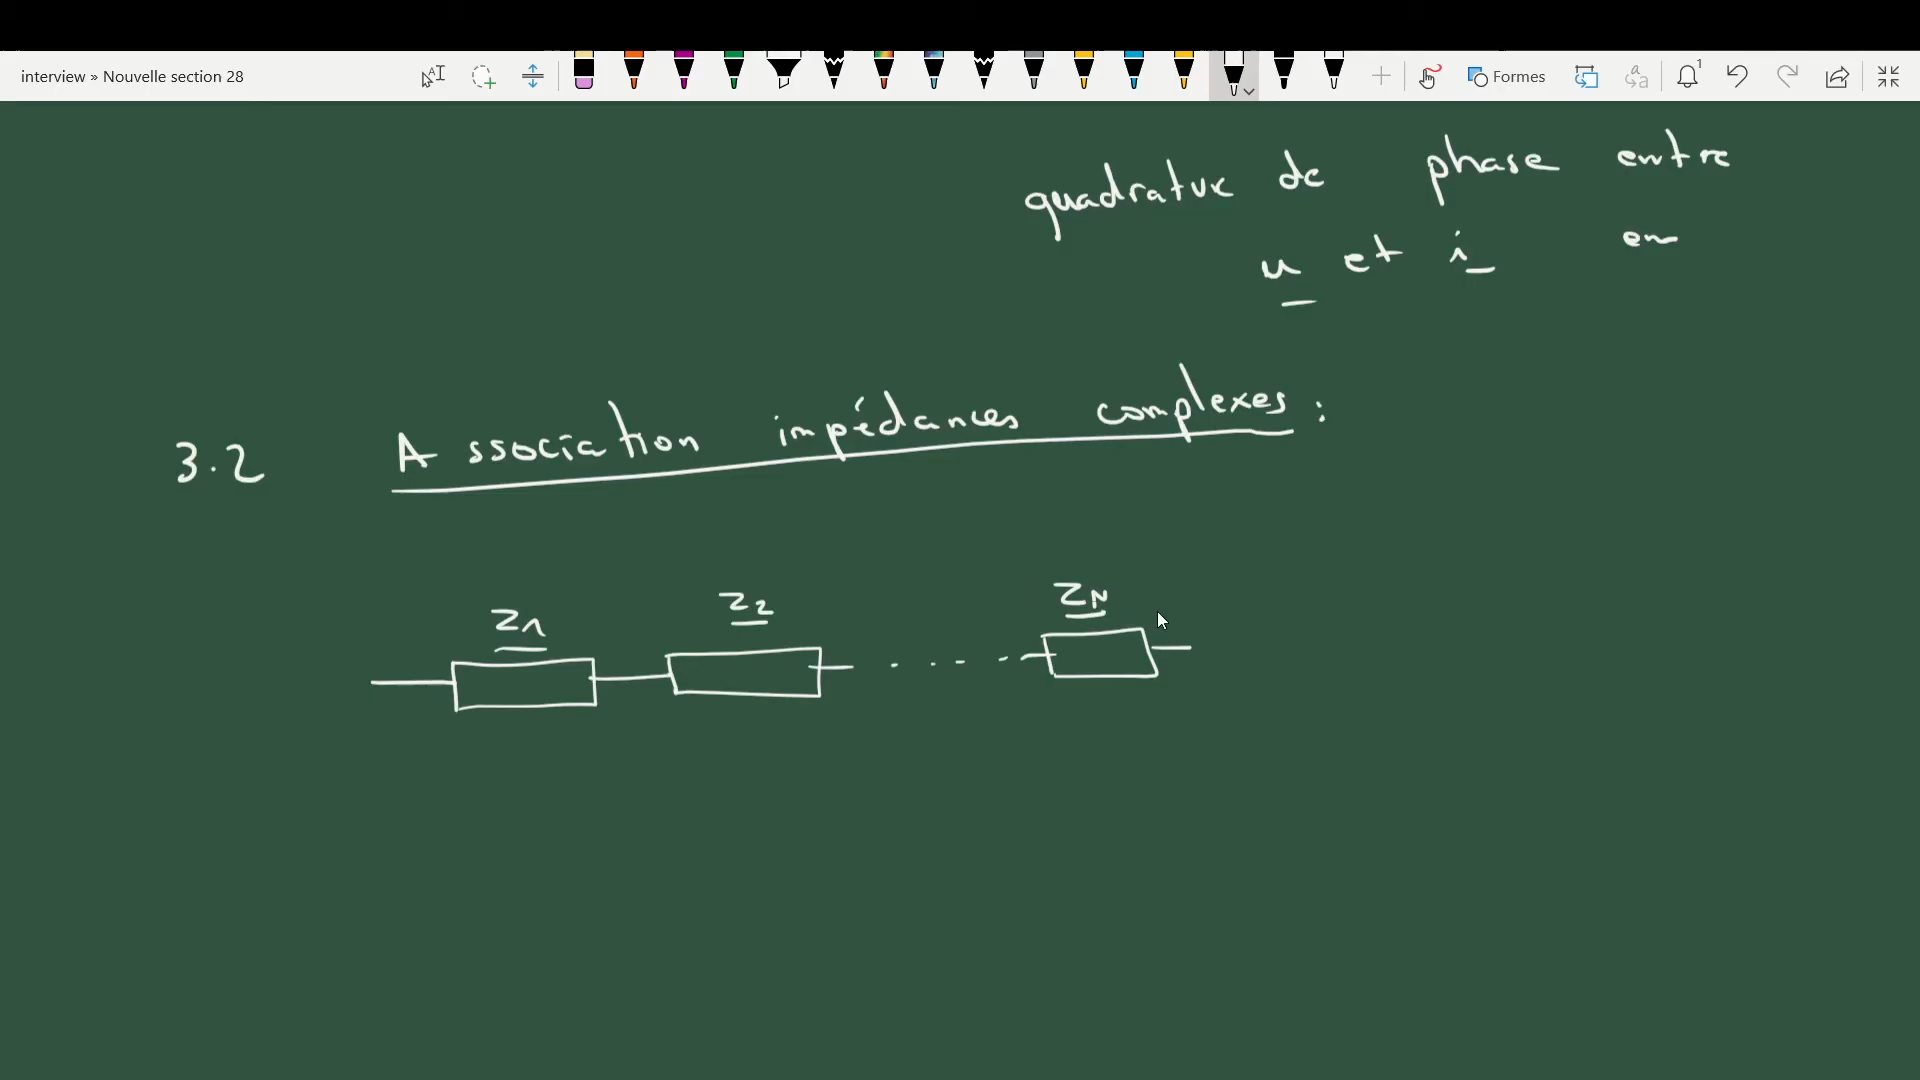 interview » Nouvelle section 28
Formes
1
quadrature de phase entre
u et i en
3.2 Association impédances complexes :
Z1 Z2 ZN